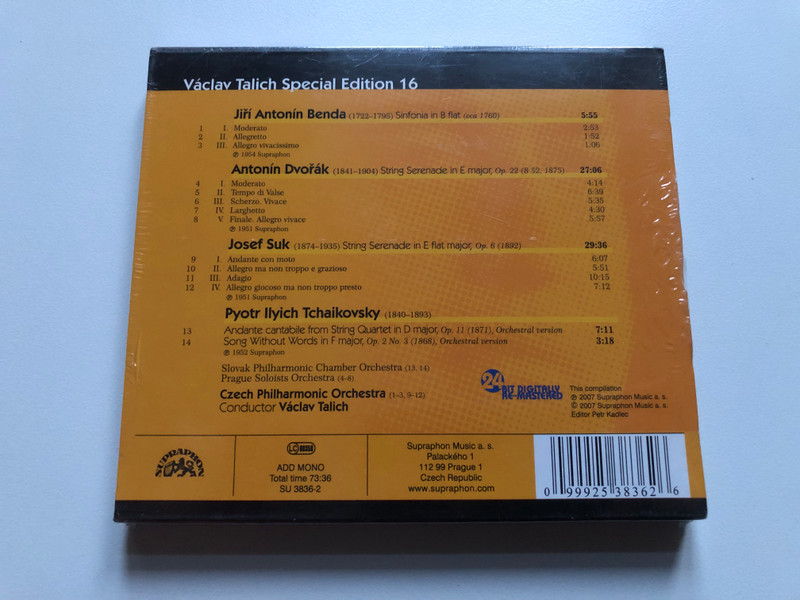 Václav Talich Special Edition 16
Jiří Antonín Benda (1722–1795) Sinfonia in B flat (cca 1760) 5:55
1 I. Moderato 2:53
2 II. Allegretto 1:52
3 III. Allegro vivacissimo 1:06
℗ 1954 Supraphon
Antonín Dvořák (1841–1904) String Serenade in E major, Op. 22 (B 52, 1875) 27:06
4 I. Moderato 4:14
5 II. Tempo di Valse 6:39
6 III. Scherzo. Vivace 5:35
7 IV. Larghetto 4:30
8 V. Finale. Allegro vivace 5:57
℗ 1951 Supraphon
Josef Suk (1874–1935) String Serenade in E flat major, Op. 6 (1892) 29:36
9 I. Andante con moto 6:07
10 II. Allegro ma non troppo e grazioso 5:51
11 III. Adagio 10:15
12 IV. Allegro giocoso ma non troppo presto 7:12
℗ 1951 Supraphon
Pyotr Ilyich Tchaikovsky (1840–1893)
13 Andante cantabile from String Quartet in D major, Op. 11 (1871), Orchestral version 7:11
14 Song Without Words in F major, Op. 2 No. 3 (1868), Orchestral version 3:18
℗ 1952 Supraphon
Slovak Philharmonic Chamber Orchestra (13, 14)
Prague Soloists Orchestra (4–8)
Czech Philharmonic Orchestra (1–3, 9–12)
Conductor Václav Talich
24 BIT DIGITALLY
RE-MASTERED
This compilation
℗ 2007 Supraphon Music a. s.
© 2007 Supraphon Music a. s.
Editor Petr Kadlec
SUPRAPHON
LC
ADD MONO
Total time 73:36
SU 3836-2
Supraphon Music a. s.
Palackého 1
112 99 Prague 1
Czech Republic
www.supraphon.com
0 99925 38362 6